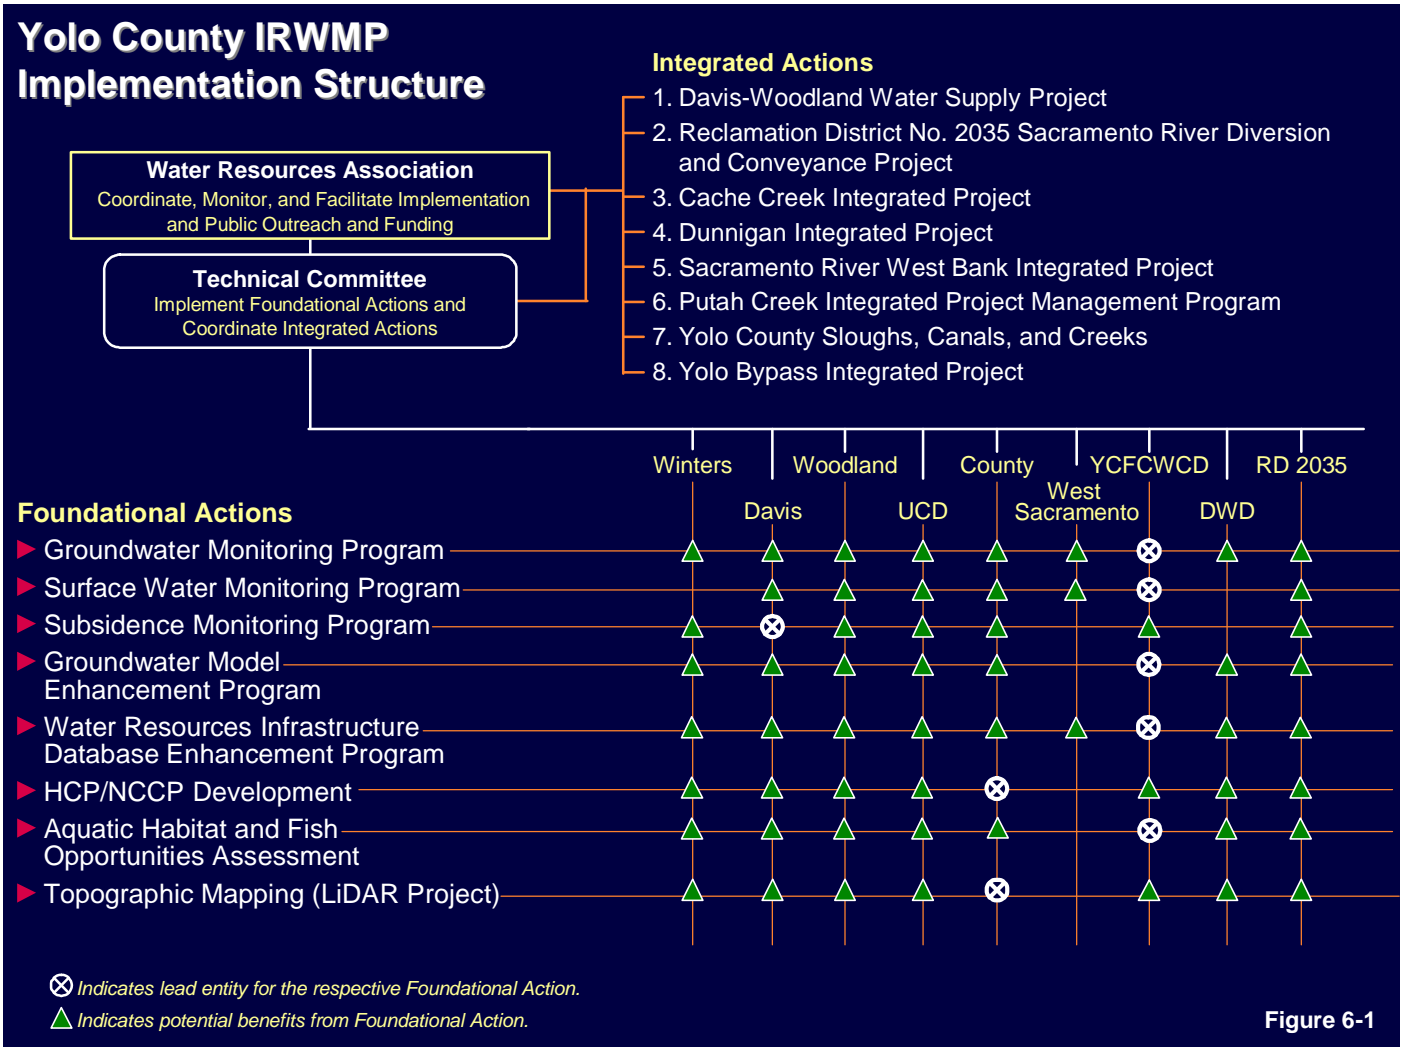 Yolo County IRWMP
Implementation Structure
Water Resources Association
Coordinate, Monitor, and Facilitate Implementation
and Public Outreach and Funding
Technical Committee
Implement Foundational Actions and
Coordinate Integrated Actions
Integrated Actions
1. Davis-Woodland Water Supply Project
2. Reclamation District No. 2035 Sacramento River Diversion
and Conveyance Project
3. Cache Creek Integrated Project
4. Dunnigan Integrated Project
5. Sacramento River West Bank Integrated Project
6. Putah Creek Integrated Project Management Program
7. Yolo County Sloughs, Canals, and Creeks
8. Yolo Bypass Integrated Project
Winters
Woodland
County
YCFCWCD
RD 2035
Davis
UCD
West
Sacramento
DWD
Foundational Actions
Groundwater Monitoring Program
Surface Water Monitoring Program
Subsidence Monitoring Program
Groundwater Model
Enhancement Program
Water Resources Infrastructure
Database Enhancement Program
HCP/NCCP Development
Aquatic Habitat and Fish
Opportunities Assessment
Topographic Mapping (LiDAR Project)
Indicates lead entity for the respective Foundational Action.
Indicates potential benefits from Foundational Action.
Figure 6-1